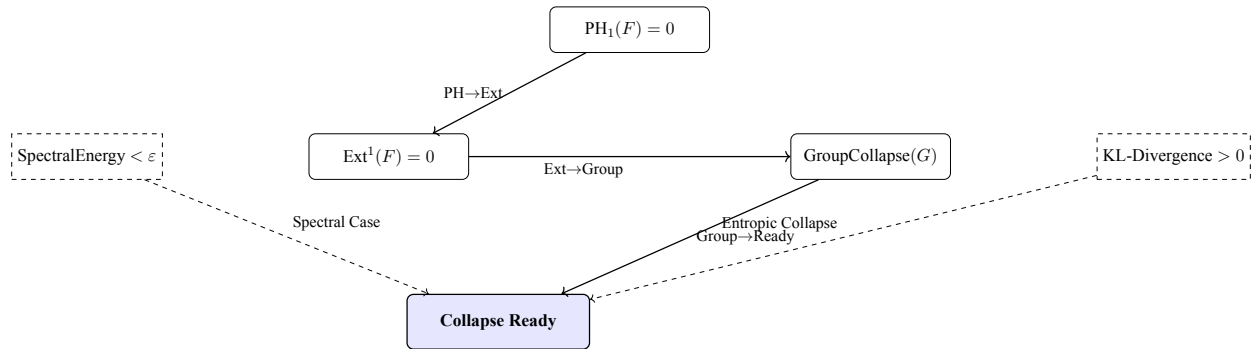 PH₁(F) = 0
PH→Ext
SpectralEnergy < ε
Ext¹(F) = 0
GroupCollapse(G)
KL-Divergence > 0
Ext→Group
Spectral Case
Entropic Collapse
Group→Ready
Collapse Ready